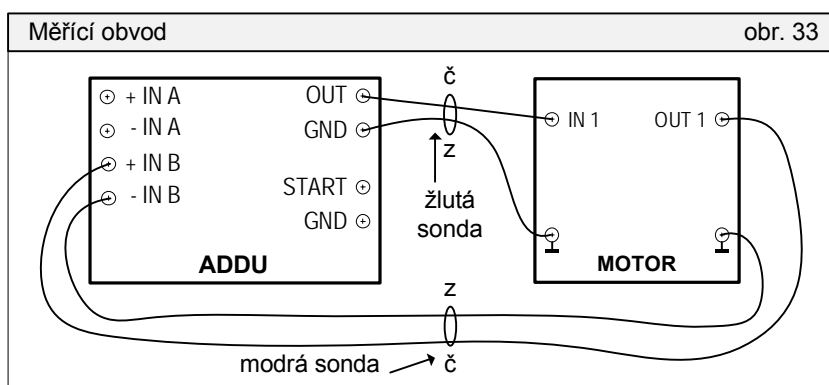 Měřící obvod obr. 33
č
+ IN A OUT
- IN A GND
IN 1 OUT 1
z
+ IN B
- IN B START
žlutá
sonda
GND
ADDU MOTOR
z
modrá sonda č